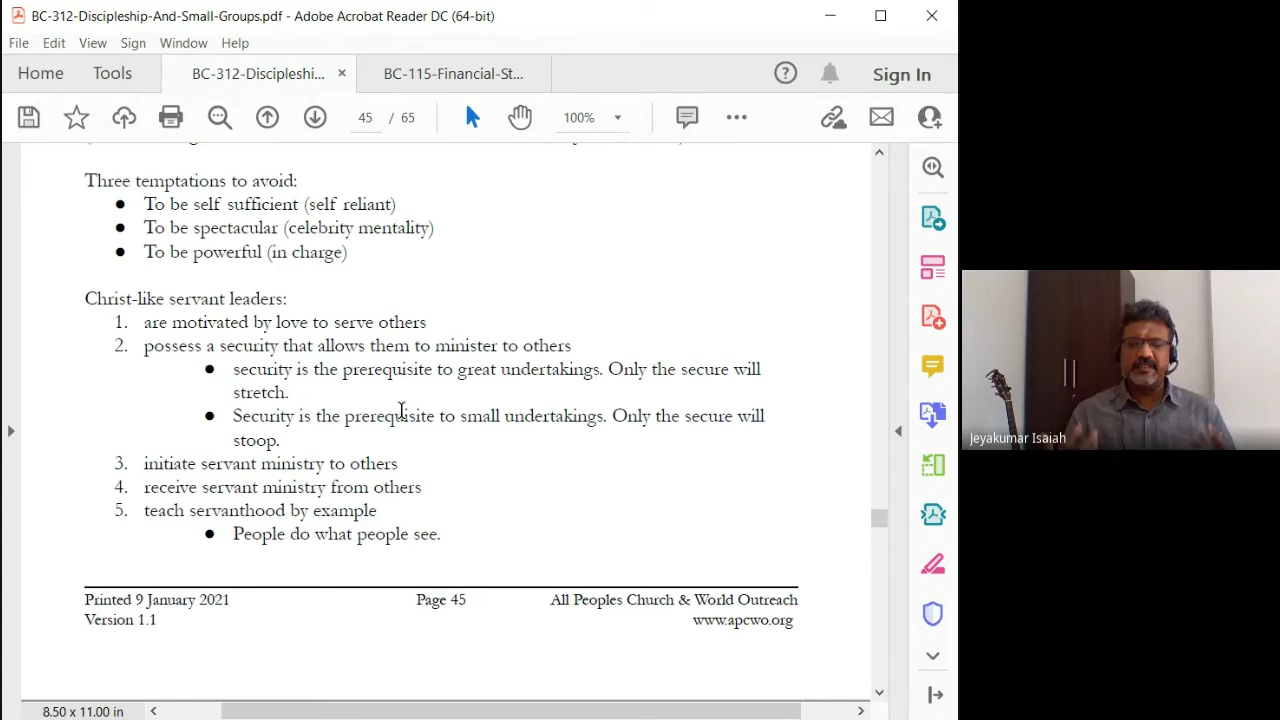 BC-312-Discipleship-And-Small-Groups.pdf - Adobe Acrobat Reader DC (64-bit)
File Edit View Sign Window Help
Home Tools BC-312-Discipleshi... × BC-115-Financial-St... Sign In
45 / 65 100%
Three temptations to avoid:
● To be self sufficient (self reliant)
● To be spectacular (celebrity mentality)
● To be powerful (in charge)
Christ-like servant leaders:
1. are motivated by love to serve others
2. possess a security that allows them to minister to others
● Security is the prerequisite to great undertakings. Only the secure will
stretch.
● Security is the prerequisite to small undertakings. Only the secure will
stoop.
3. initiate servant ministry to others
4. receive servant ministry from others
5. teach servanthood by example
● People do what people see.
Printed 9 January 2021 Page 45 All Peoples Church & World Outreach
Version 1.1 www.apcwo.org
8.50 x 11.00 in
Jeyakumar Isaiah